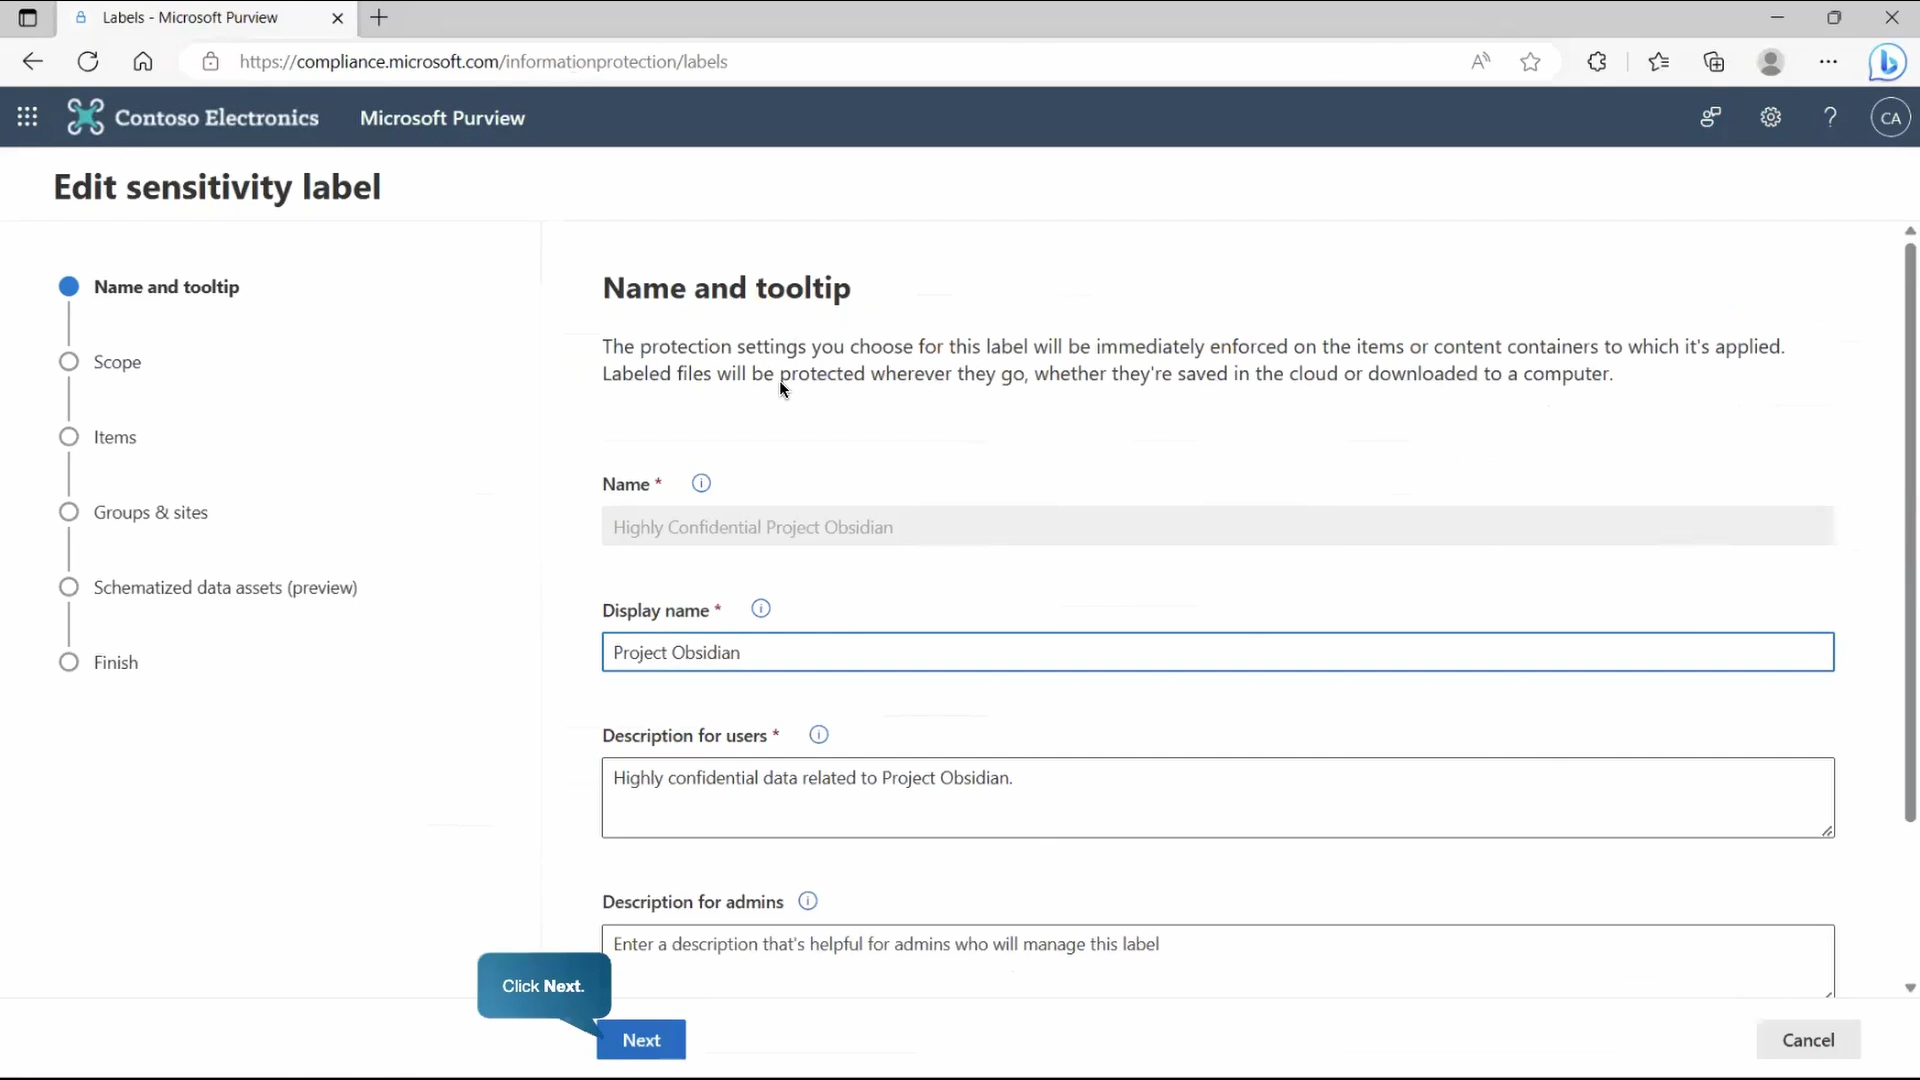 Labels - Microsoft Purview
https://compliance.microsoft.com/informationprotection/labels
Contoso Electronics
Microsoft Purview
CA
Edit sensitivity label
Name and tooltip
Scope
Items
Groups & sites
Schematized data assets (preview)
Finish
Name and tooltip
The protection settings you choose for this label will be immediately enforced on the items or content containers to which it's applied.
Labeled files will be protected wherever they go, whether they're saved in the cloud or downloaded to a computer.
Name *
Highly Confidential Project Obsidian
Display name *
Project Obsidian
Description for users *
Highly confidential data related to Project Obsidian.
Description for admins
Enter a description that's helpful for admins who will manage this label
Click Next.
Next
Cancel